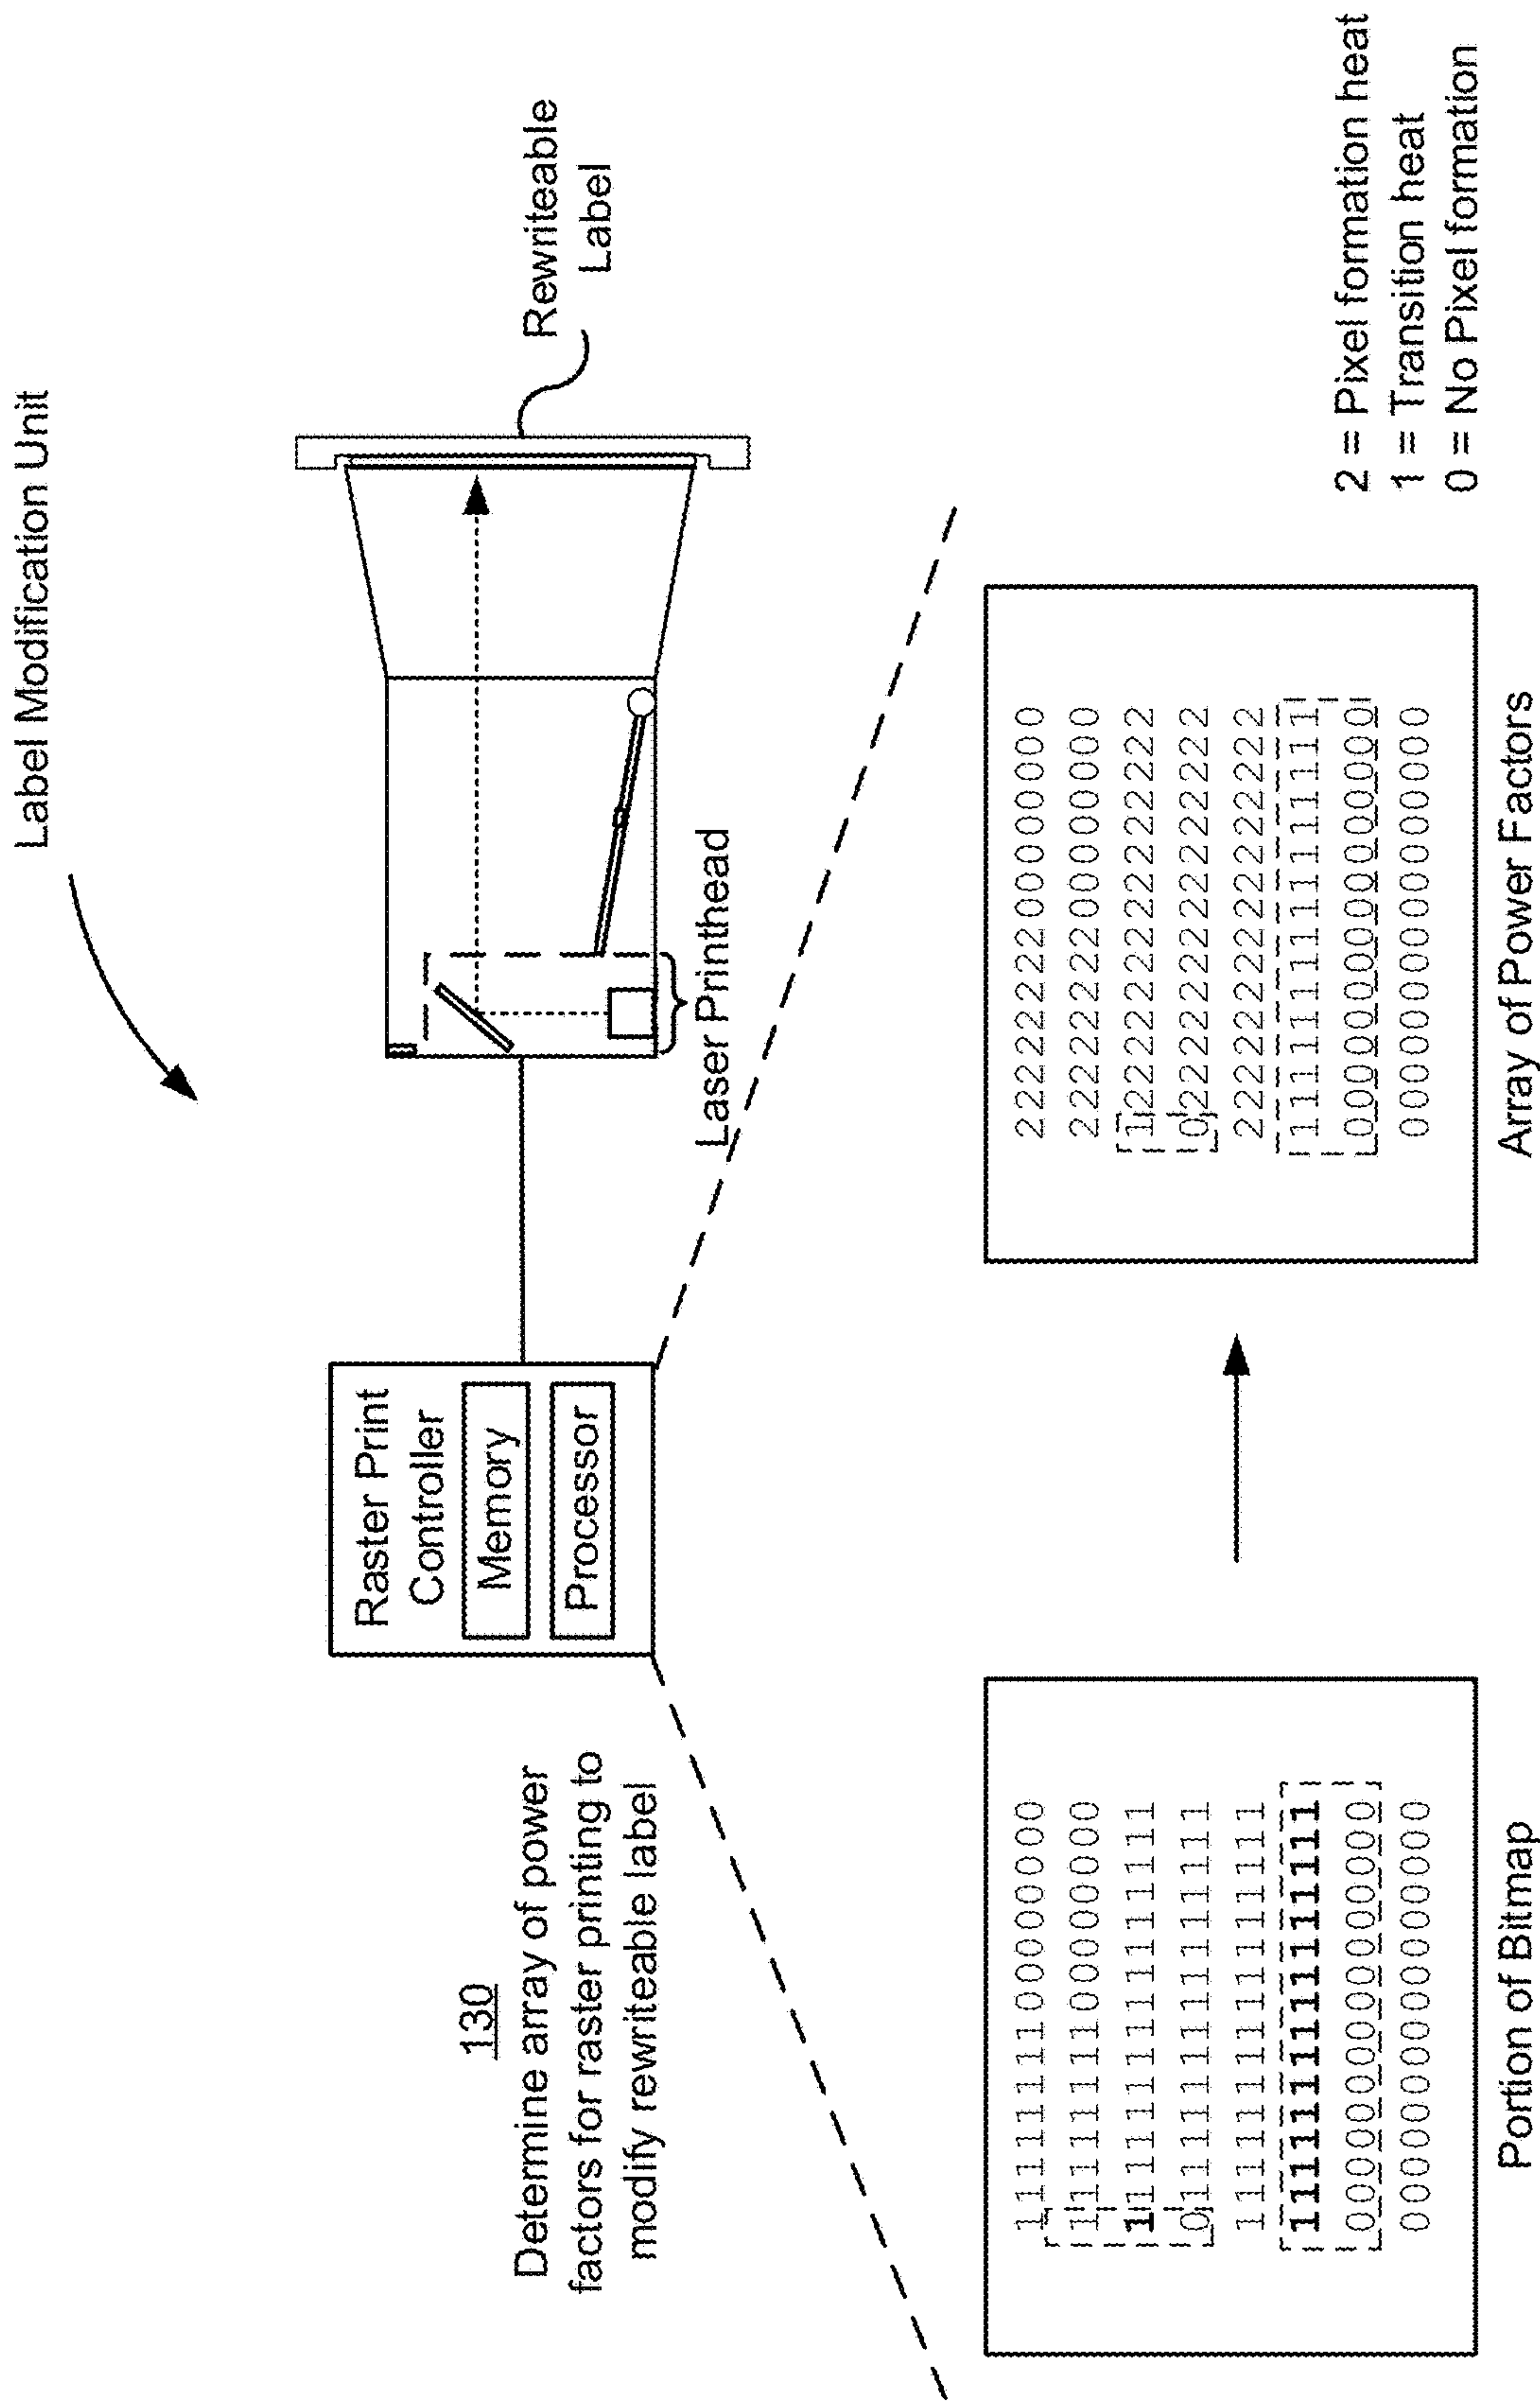 Label Modification Unit
Rewriteable
Label
Raster Print
Controller
Memory
Processor
Laser Printhead
130
Determine array of power
factors for raster printing to
modify rewriteable label
1111111100000000
1111111100000000
1111111111111111
0111111111111111
1111111111111111
1111111111111111
0000000000000000
0000000000000000
Portion of Bitmap
2222222200000000
2222222200000000
1222222222222222
0222222222222222
2222222222222222
1111111111111111
0000000000000000
0000000000000000
Array of Power Factors
2 = Pixel formation heat
1 = Transition heat
0 = No Pixel formation